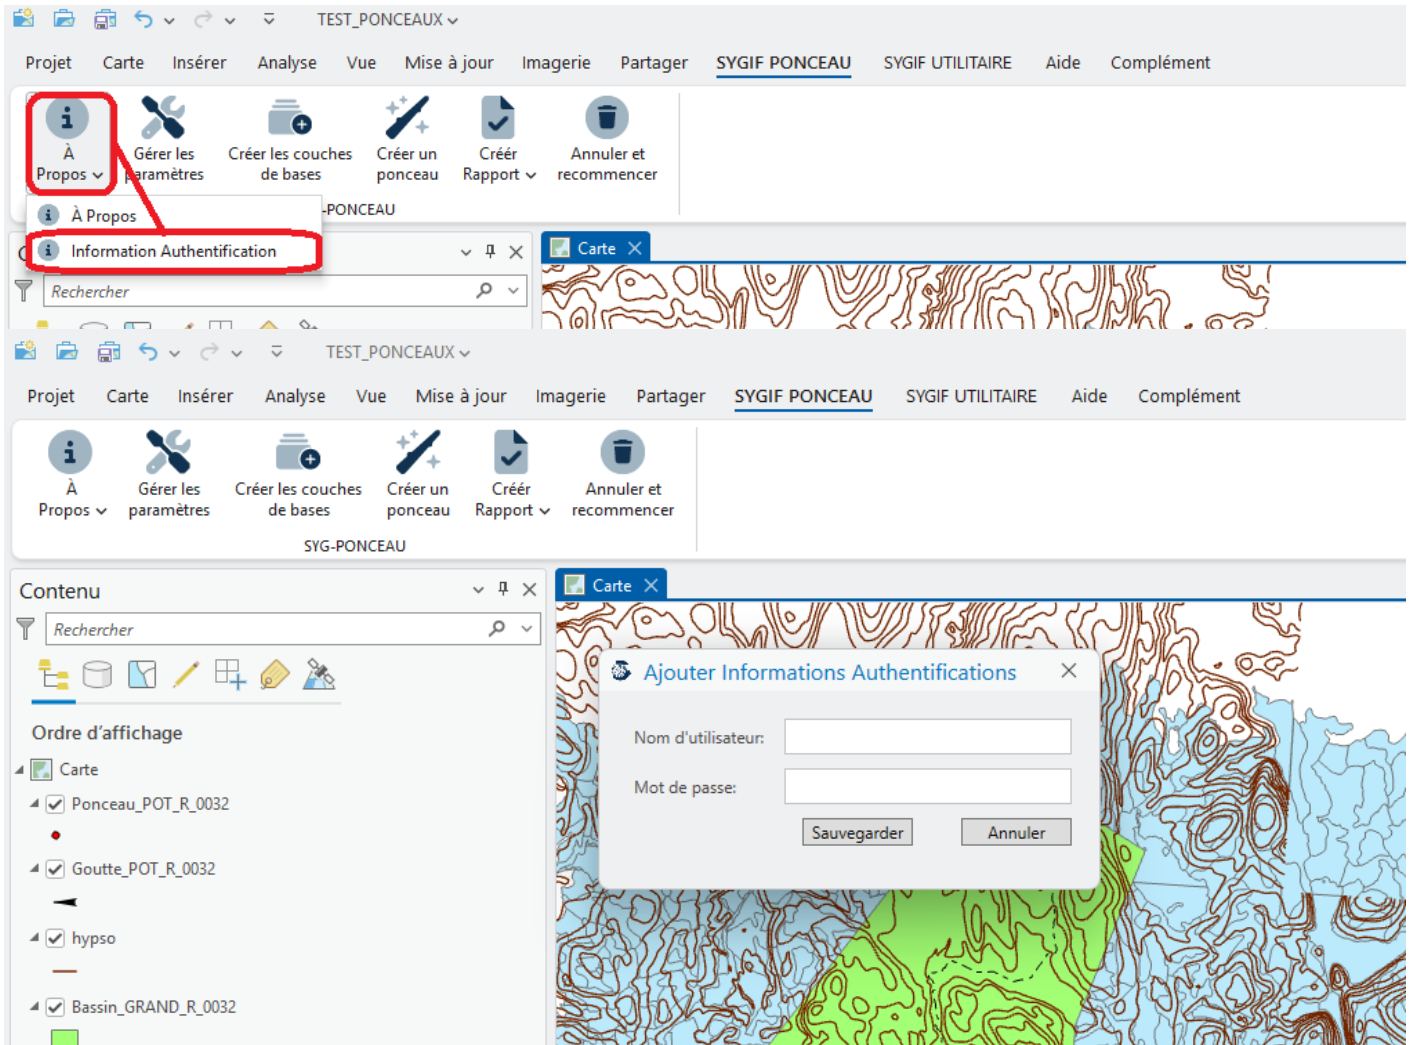 TEST_PONCEAUX
Projet Carte Insérer Analyse Vue Mise à jour Imagerie Partager SYGIF PONCEAU SYGIF UTILITAIRE Aide Complément
À Propos
Gérer les paramètres
Créer les couches de bases
Créer un ponceau
Créér Rapport
Annuler et recommencer
-PONCEAU
À Propos
Information Authentification
C
Carte
Rechercher
TEST_PONCEAUX
Projet Carte Insérer Analyse Vue Mise à jour Imagerie Partager SYGIF PONCEAU SYGIF UTILITAIRE Aide Complément
À Propos
Gérer les paramètres
Créer les couches de bases
Créer un ponceau
Créér Rapport
Annuler et recommencer
SYG-PONCEAU
Contenu
Carte
Rechercher
Ordre d'affichage
Carte
Ponceau_POT_R_0032
Goutte_POT_R_0032
hypso
Bassin_GRAND_R_0032
Ajouter Informations Authentifications
Nom d'utilisateur:
Mot de passe:
Sauvegarder Annuler